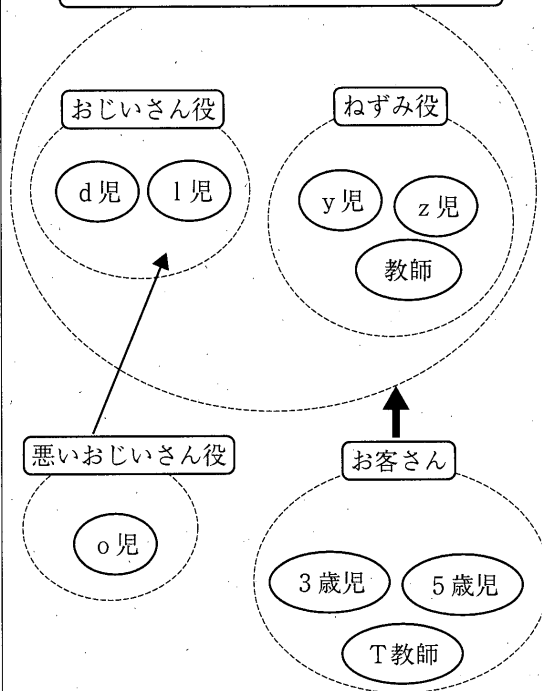 おじいさん役
ねずみ役
d児
l児
y児
z児
教師
悪いおじいさん役
お客さん
o児
3歳児
5歳児
T教師